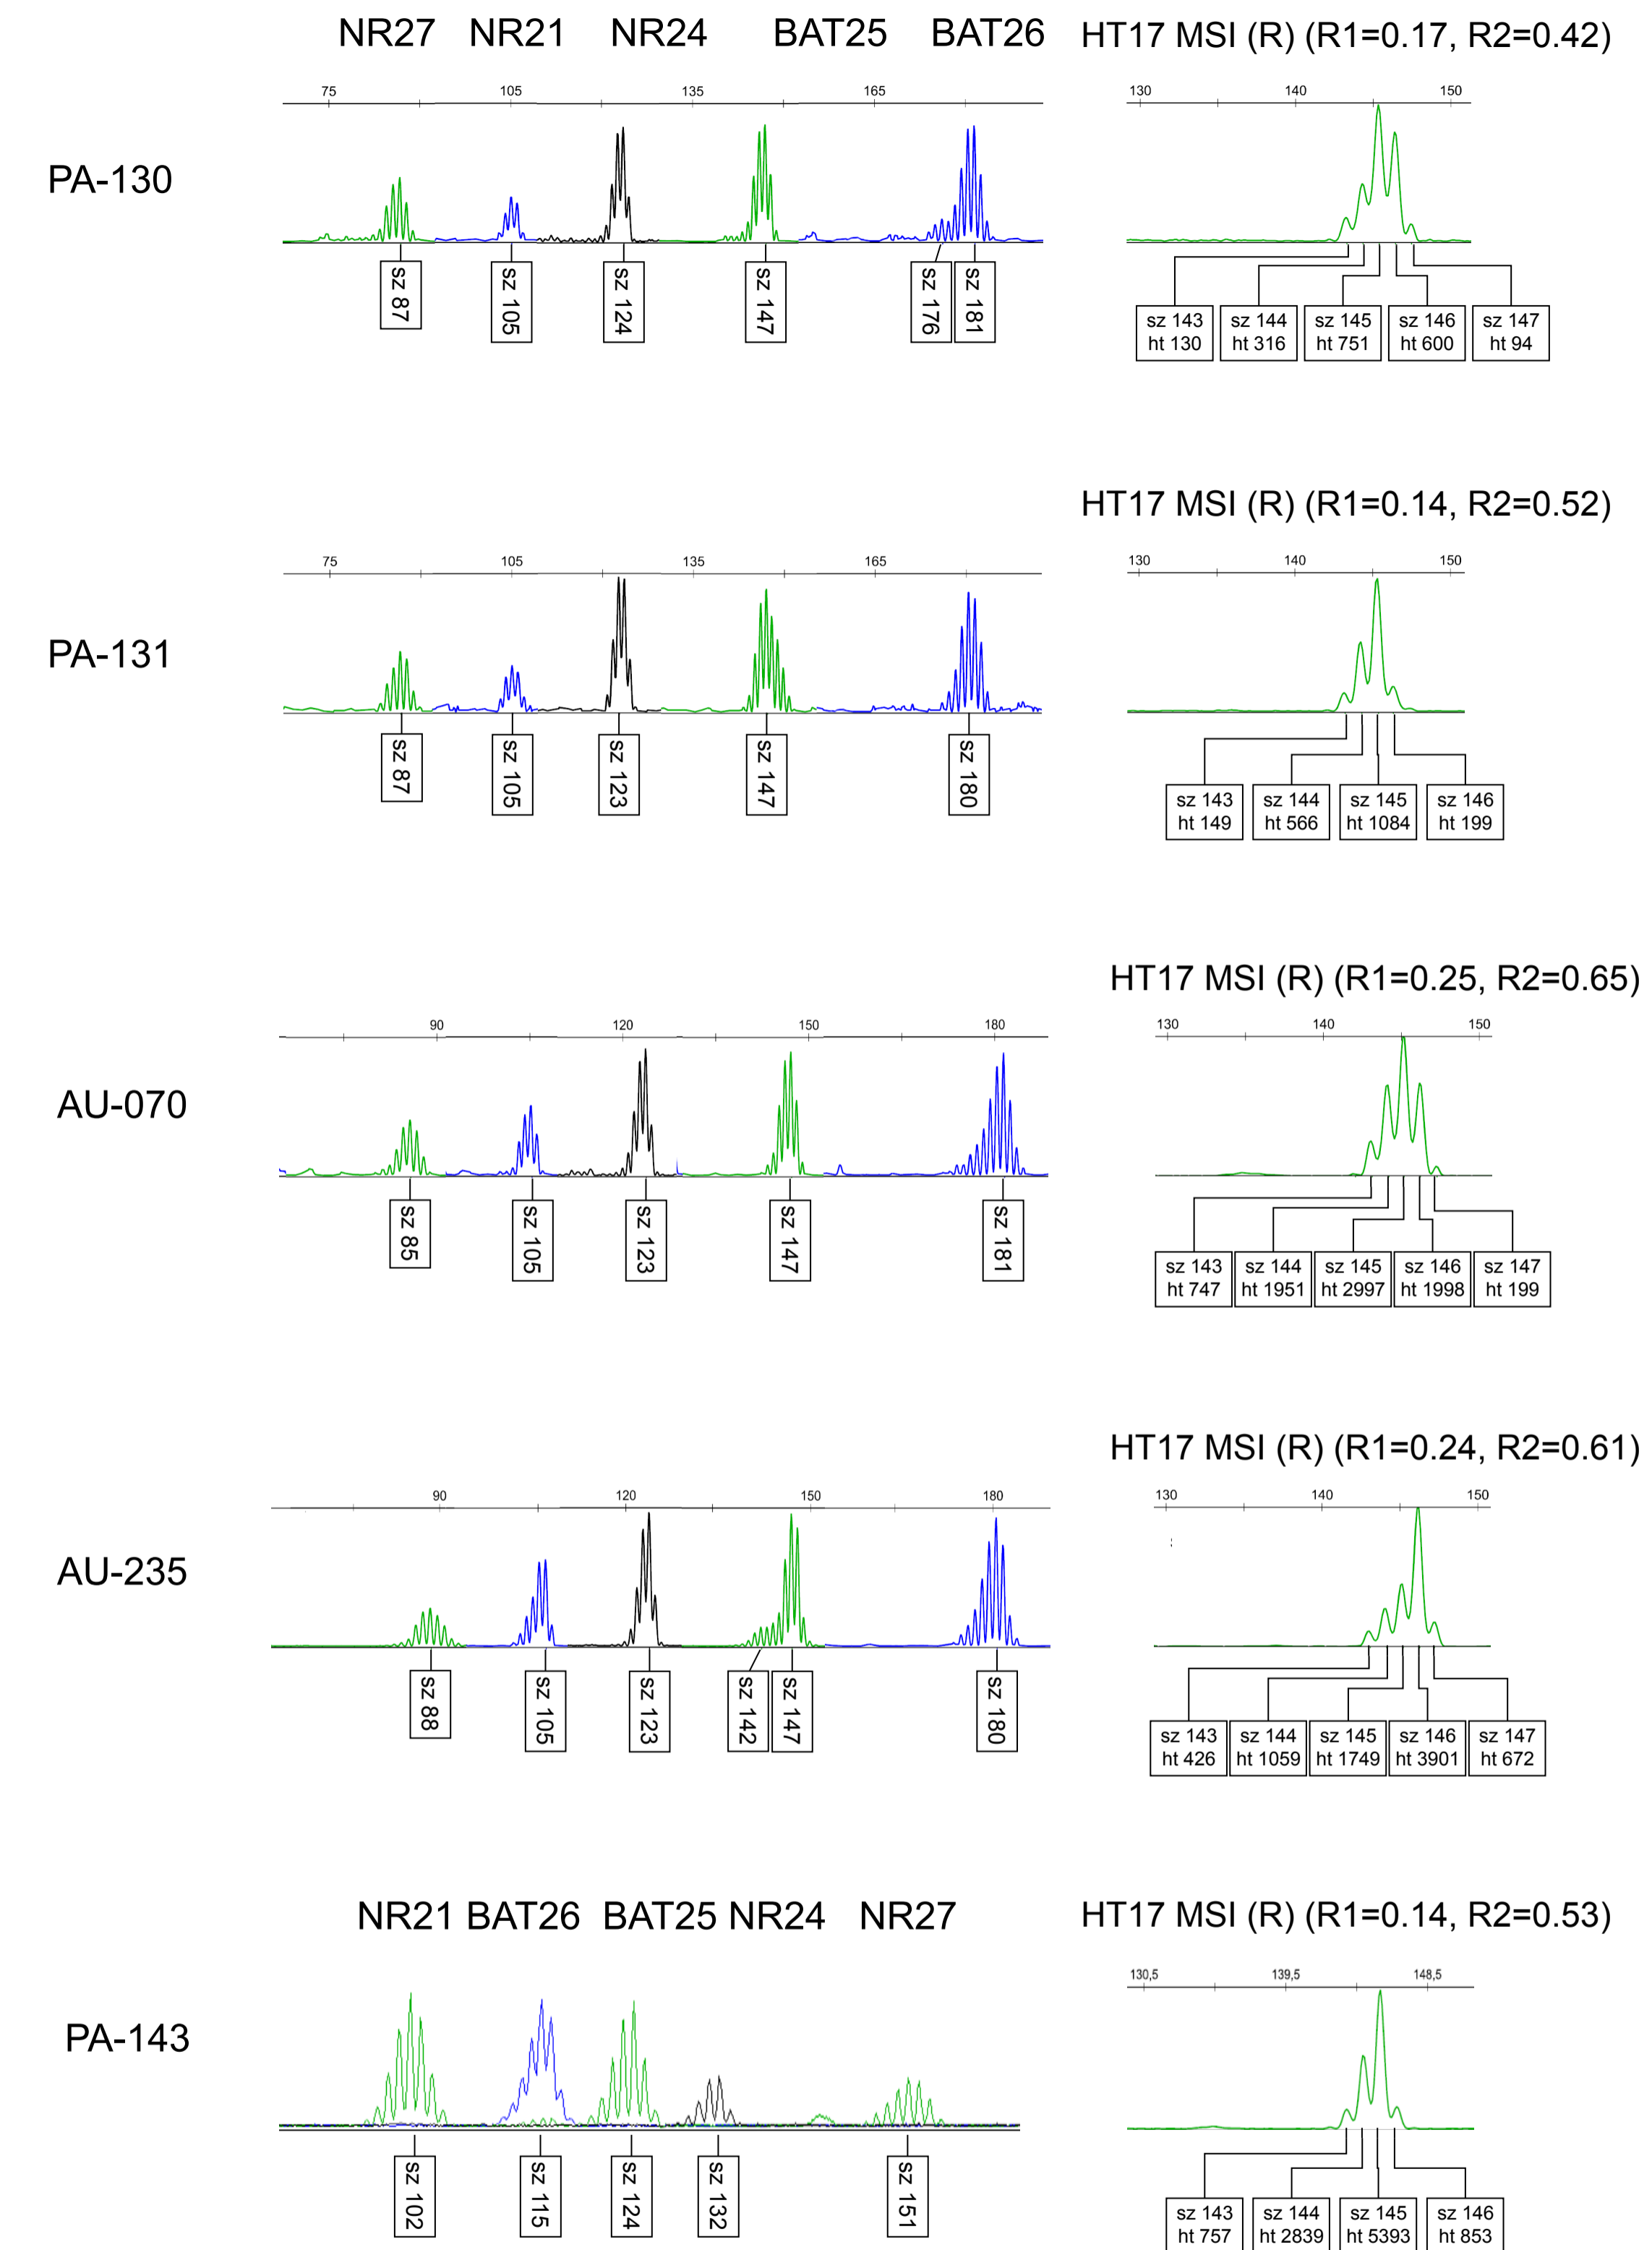 NR27 NR21 NR24 BAT25 BAT26 HT17 MSI (R) (R1=0.17, R2=0.42)
75 105 135 165 130 140 150
PA-130
sz 87 sz 105 sz 124 sz 147 sz 176 sz 181
sz 143 sz 144 sz 145 sz 146 sz 147
ht 130 ht 316 ht 751 ht 600 ht 94
HT17 MSI (R) (R1=0.14, R2=0.52)
75 105 135 165 130 140 150
PA-131
sz 87 sz 105 sz 123 sz 147 sz 180
sz 143 sz 144 sz 145 sz 146
ht 149 ht 566 ht 1084 ht 199
HT17 MSI (R) (R1=0.25, R2=0.65)
90 120 150 180 130 140 150
AU-070
sz 85 sz 105 sz 123 sz 147 sz 181
sz 143 sz 144 sz 145 sz 146 sz 147
ht 747 ht 1951 ht 2997 ht 1998 ht 199
HT17 MSI (R) (R1=0.24, R2=0.61)
90 120 150 180 130 140 150
AU-235
sz 88 sz 105 sz 123 sz 142 sz 147 sz 180
sz 143 sz 144 sz 145 sz 146 sz 147
ht 426 ht 1059 ht 1749 ht 3901 ht 672
NR21 BAT26 BAT25 NR24 NR27 HT17 MSI (R) (R1=0.14, R2=0.53)
130,5 139,5 148,5
PA-143
sz 102 sz 115 sz 124 sz 132 sz 151
sz 143 sz 144 sz 145 sz 146
ht 757 ht 2839 ht 5393 ht 853